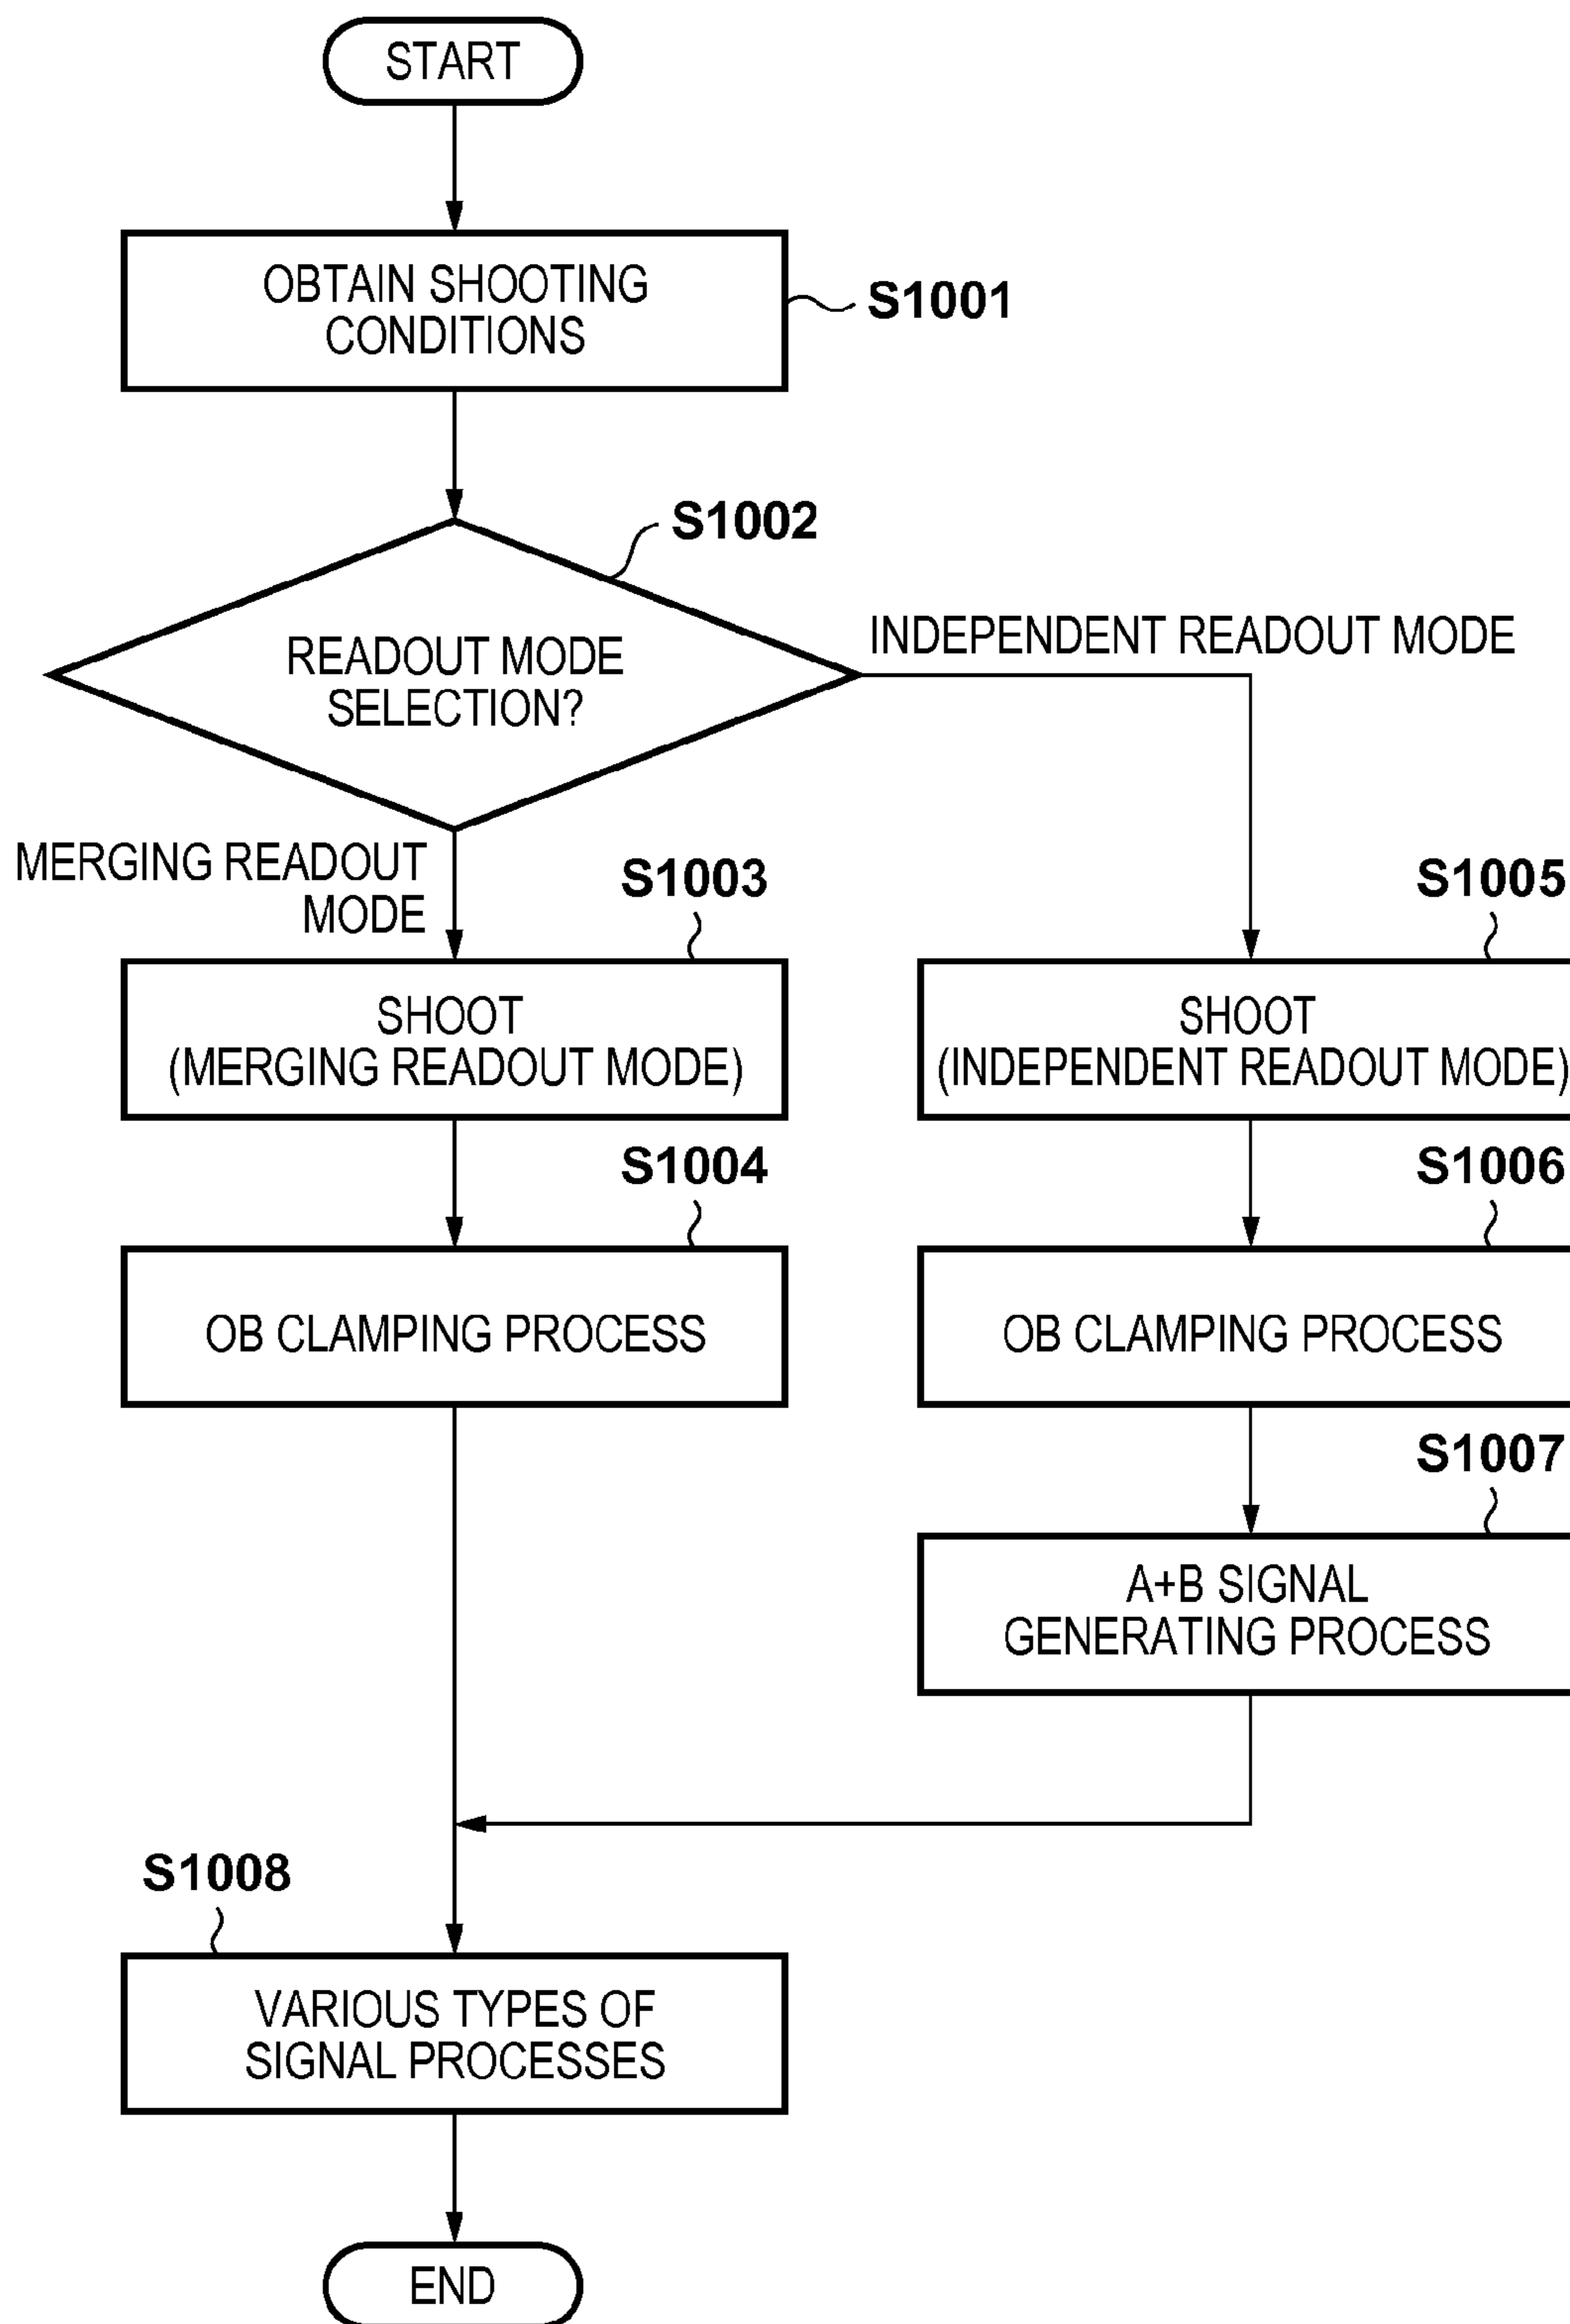 START
OBTAIN SHOOTING
CONDITIONS
S1001
S1002
READOUT MODE
SELECTION?
INDEPENDENT READOUT MODE
MERGING READOUT
MODE
S1003
S1005
SHOOT
(MERGING READOUT MODE)
SHOOT
(INDEPENDENT READOUT MODE)
S1004
S1006
OB CLAMPING PROCESS
OB CLAMPING PROCESS
S1007
A+B SIGNAL
GENERATING PROCESS
S1008
VARIOUS TYPES OF
SIGNAL PROCESSES
END